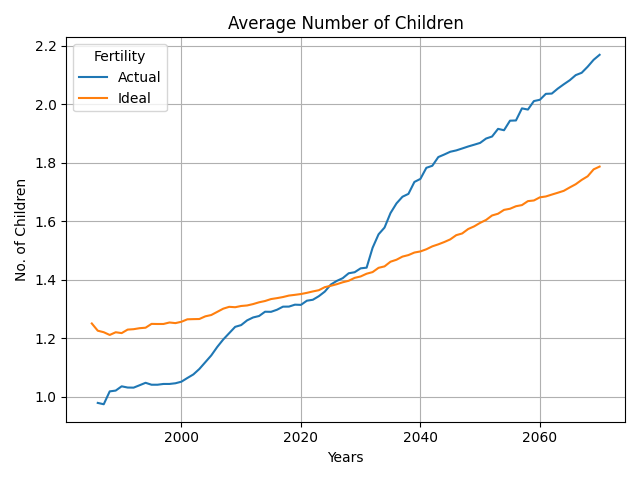 Average Number of Children
Fertility
Actual
Ideal
No. of Children
2.2
2.0
1.8
1.6
1.4
1.2
1.0
2000
2020
2040
2060
Years